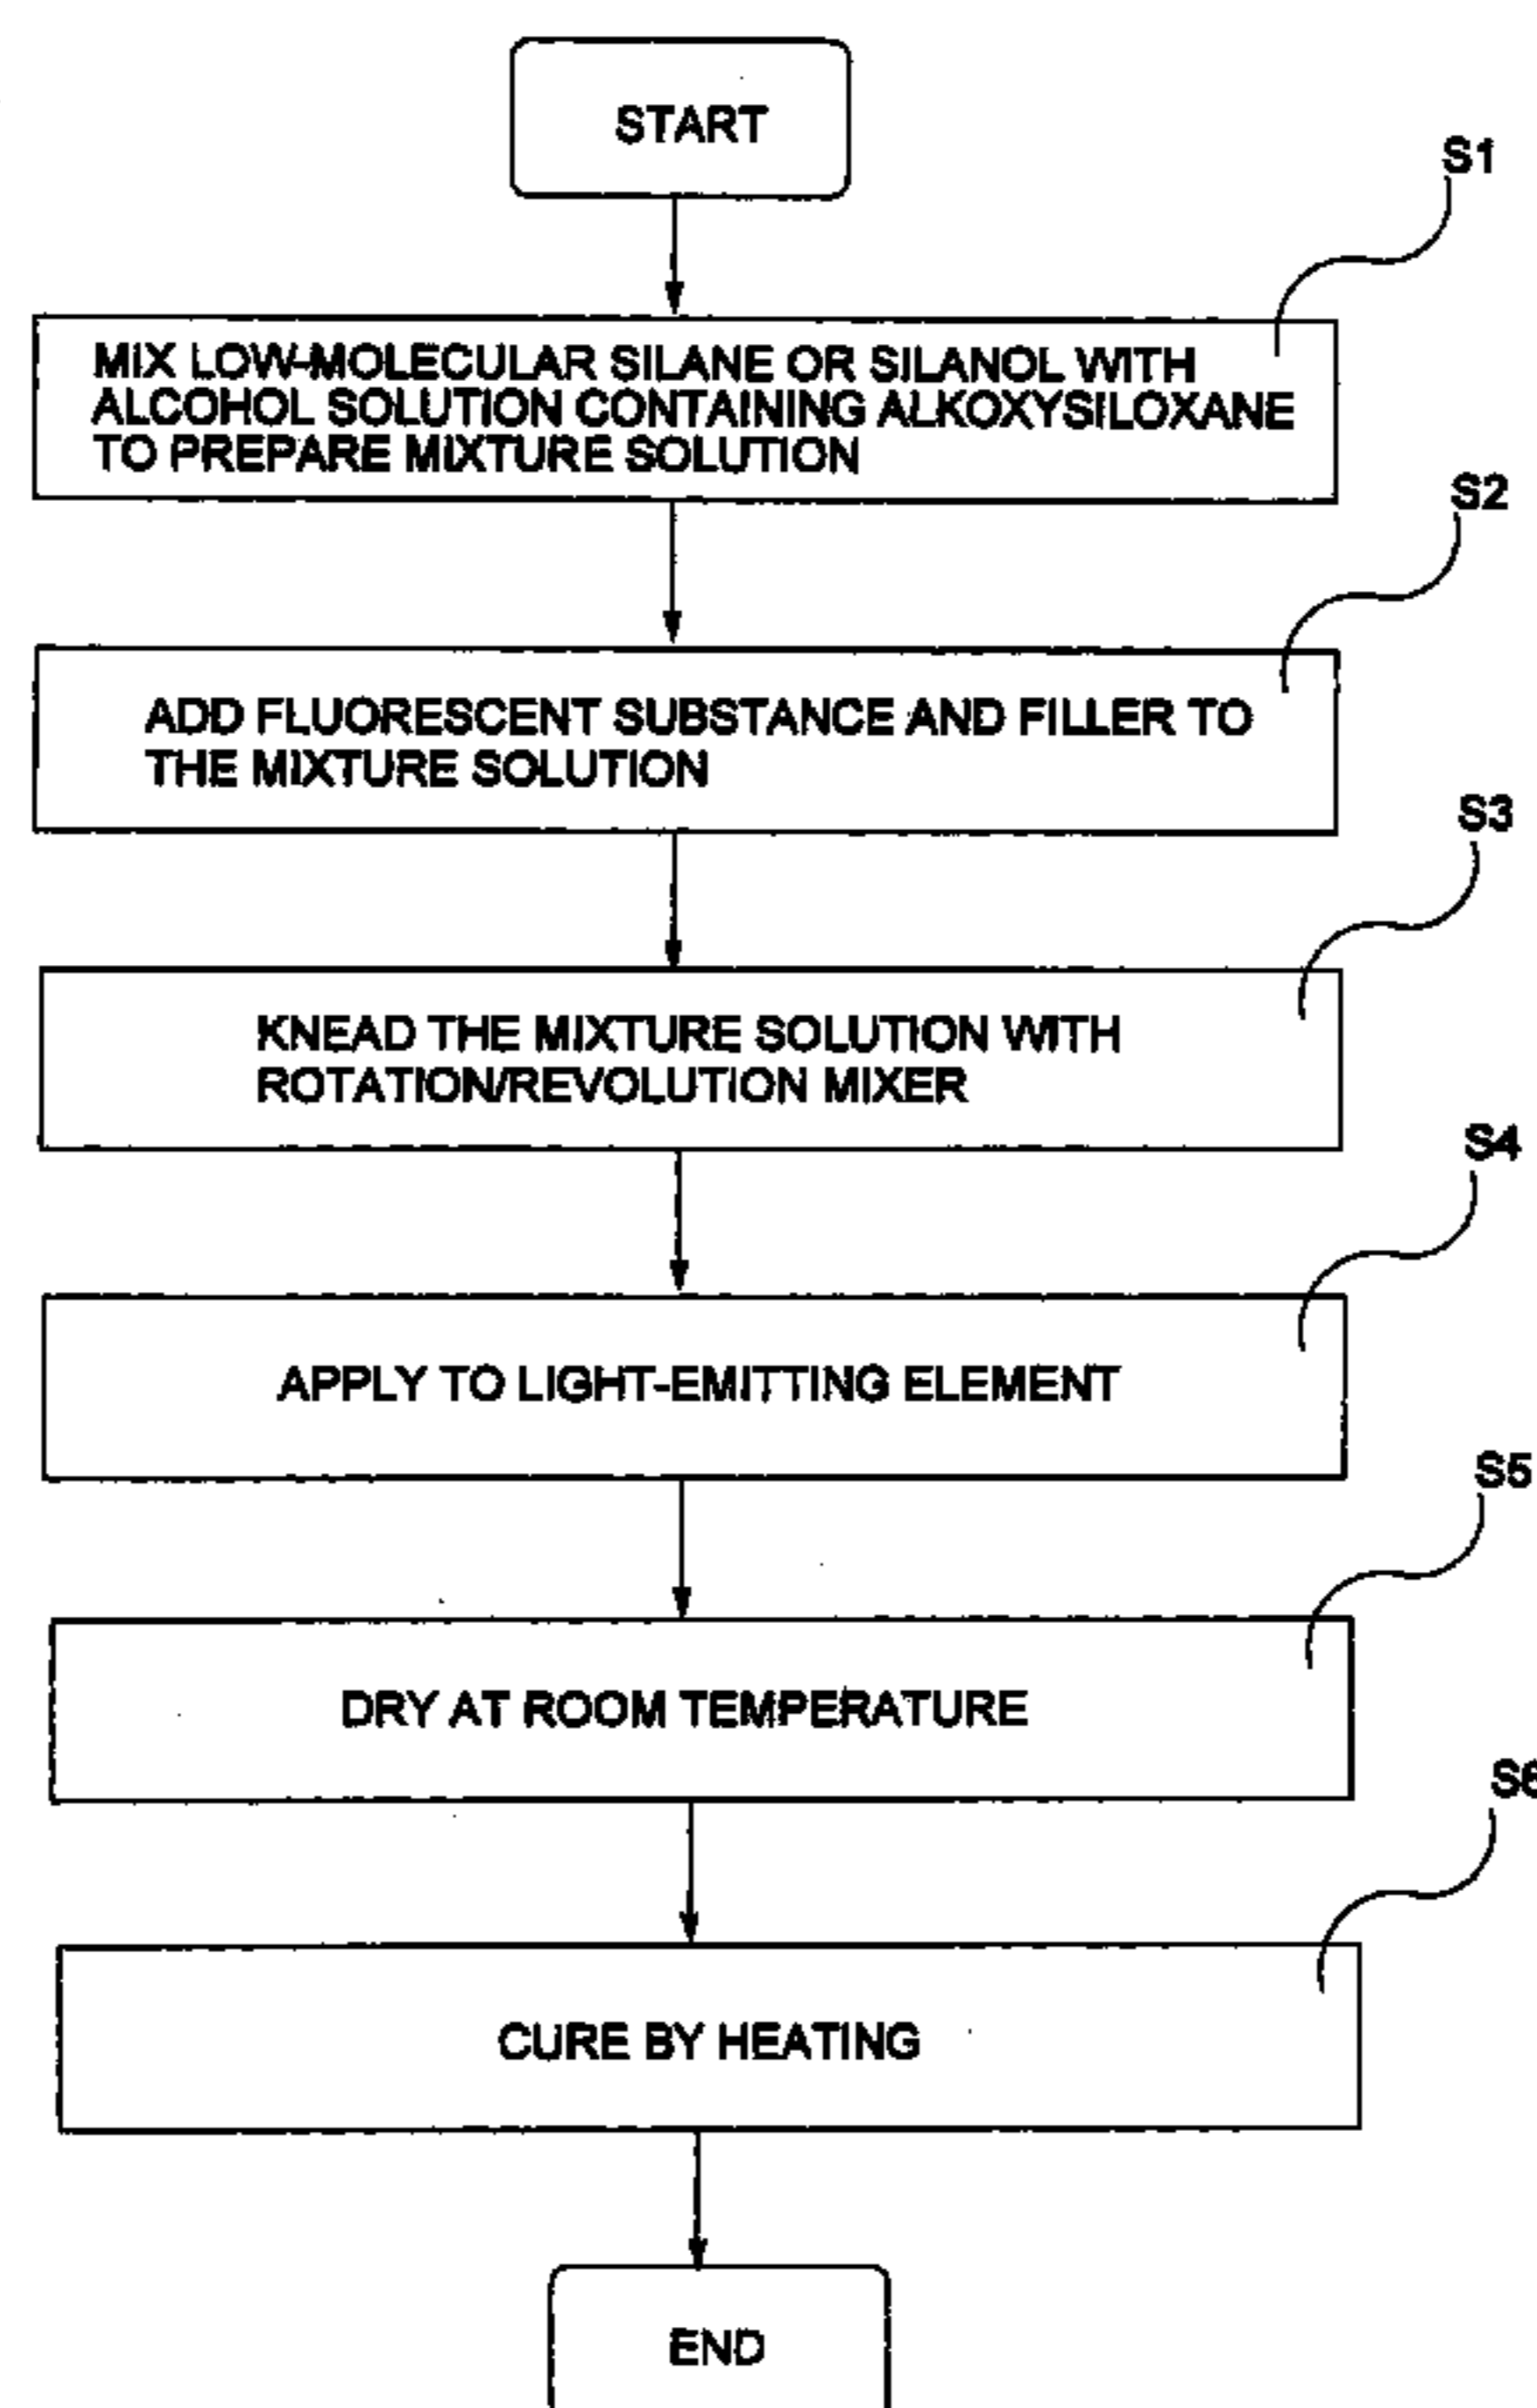 START
S1
MIX LOW-MOLECULAR SILANE OR SILANOL WITH
ALCOHOL SOLUTION CONTAINING ALKOXYSILOXANE
TO PREPARE MIXTURE SOLUTION
S2
ADD FLUORESCENT SUBSTANCE AND FILLER TO
THE MIXTURE SOLUTION
S3
KNEAD THE MIXTURE SOLUTION WITH
ROTATION/REVOLUTION MIXER
S4
APPLY TO LIGHT-EMITTING ELEMENT
S5
DRY AT ROOM TEMPERATURE
S6
CURE BY HEATING
END